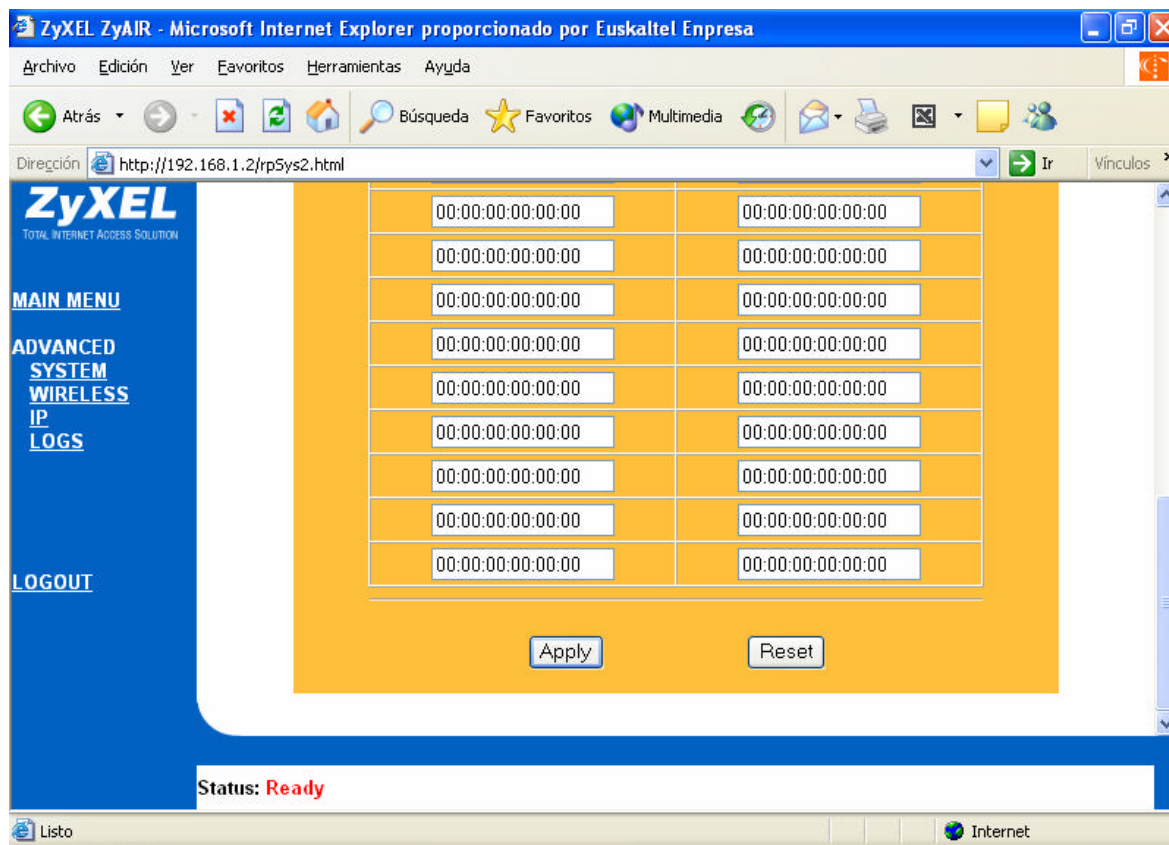 ZyXEL ZyAIR - Microsoft Internet Explorer proporcionado por Euskaltel Enpresa
Archivo Edición Ver Favoritos Herramientas Ayuda
Atrás Búsqueda Favoritos Multimedia
Dirección http://192.168.1.2/rpSys2.html Ir Vínculos
ZyXEL
TOTAL INTERNET ACCESS SOLUTION
MAIN MENU
ADVANCED
SYSTEM
WIRELESS
IP
LOGS
LOGOUT
00:00:00:00:00:00 00:00:00:00:00:00
00:00:00:00:00:00 00:00:00:00:00:00
00:00:00:00:00:00 00:00:00:00:00:00
00:00:00:00:00:00 00:00:00:00:00:00
00:00:00:00:00:00 00:00:00:00:00:00
00:00:00:00:00:00 00:00:00:00:00:00
00:00:00:00:00:00 00:00:00:00:00:00
00:00:00:00:00:00 00:00:00:00:00:00
00:00:00:00:00:00 00:00:00:00:00:00
Apply Reset
Status: Ready
Listo Internet